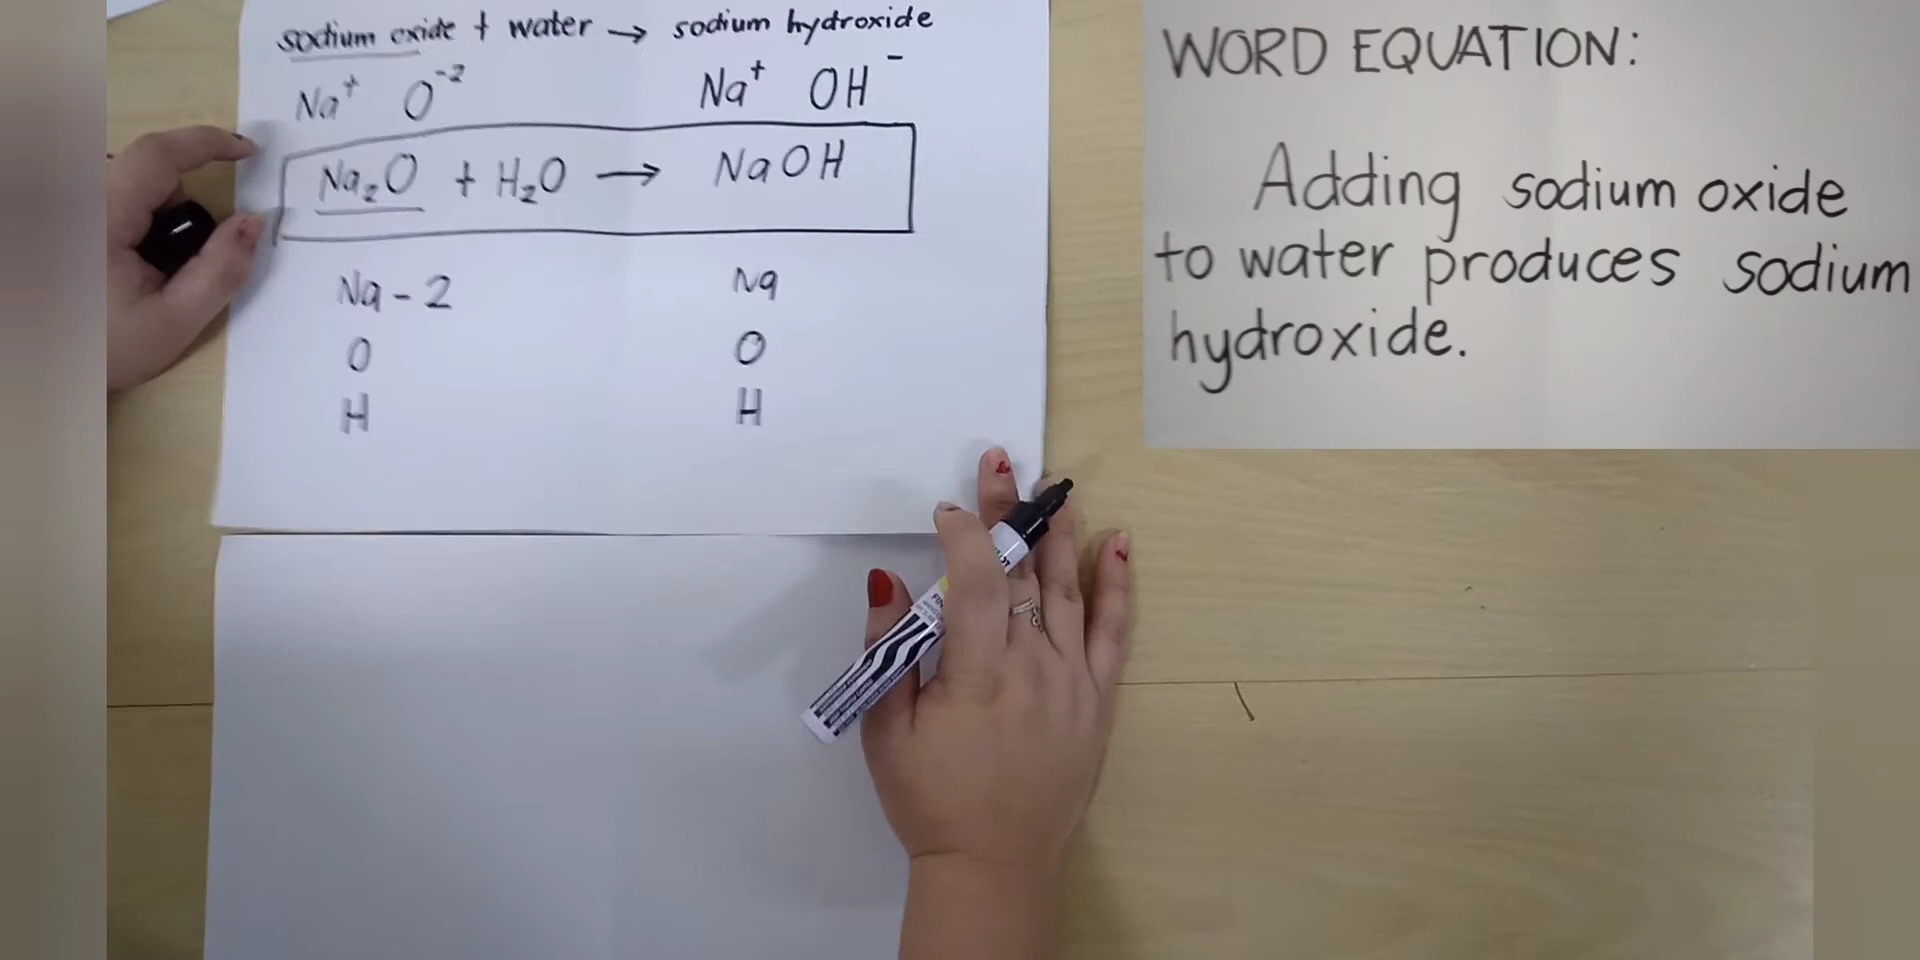 sodium oxide + water → sodium hydroxide
Na⁺ O⁻² Na⁺ OH⁻
Na₂O + H₂O → NaOH
Na - 2 Na
O O
H H
WORD EQUATION:
Adding sodium oxide
to water produces sodium
hydroxide.